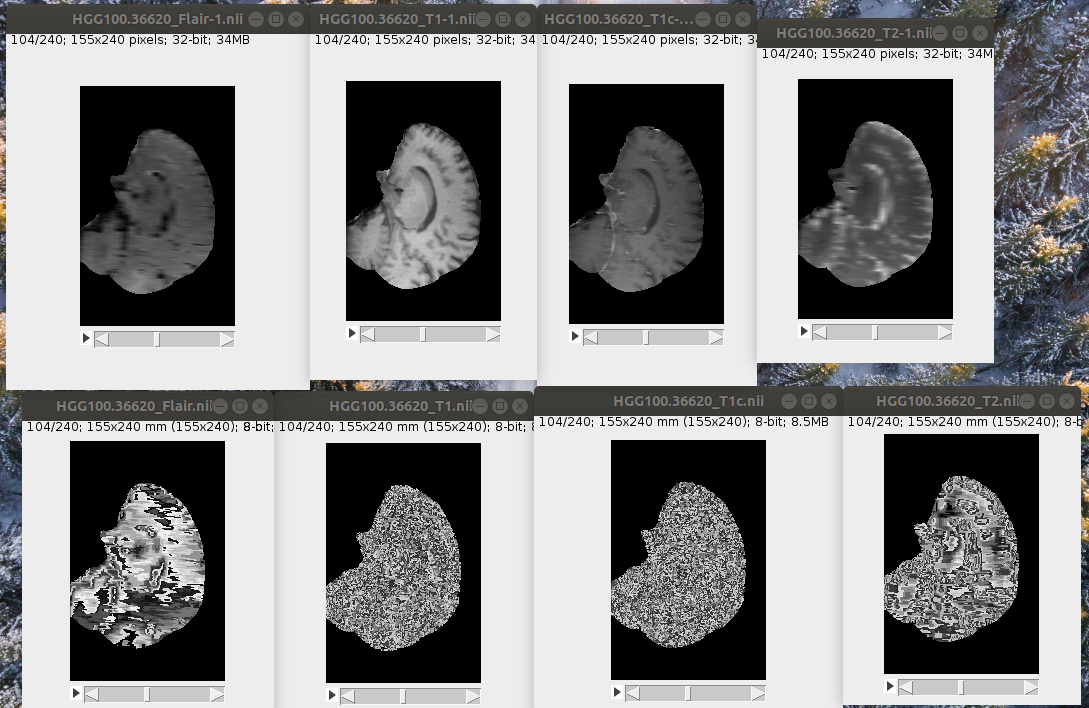 HGG100.36620_Flair-1.nii
104/240; 155x240 pixels; 32-bit; 34MB
HGG100.36620_T1-1.nii
104/240; 155x240 pixels; 32-bit; 34
HGG100.36620_T1c-...
104/240; 155x240 pixels; 32-bit; 3
HGG100.36620_T2-1.nii
104/240; 155x240 pixels; 32-bit; 34M
HGG100.36620_Flair.nii
104/240; 155x240 mm (155x240); 8-bit;
HGG100.36620_T1.nii
104/240; 155x240 mm (155x240); 8-bit; 8
HGG100.36620_T1c.nii
104/240; 155x240 mm (155x240); 8-bit; 8.5MB
HGG100.36620_T2.nii
104/240; 155x240 mm (155x240); 8-b